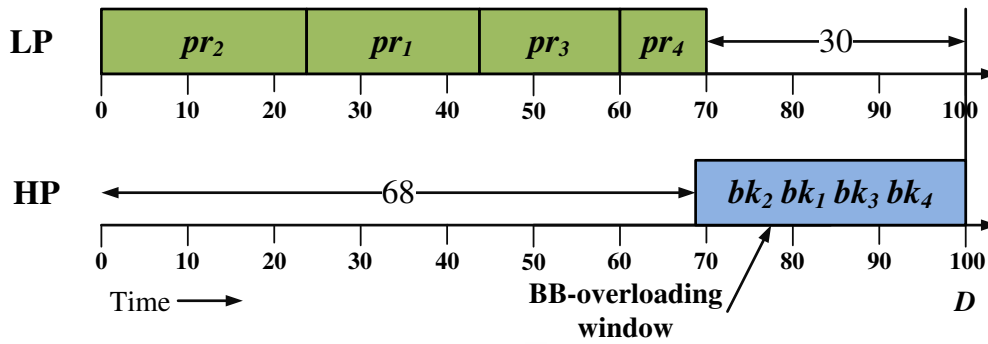 LP pr₂ pr₁ pr₃ pr₄ 30
0 10 20 30 40 50 60 70 80 90 100
HP 68 bk₂ bk₁ bk₃ bk₄
0 10 20 30 40 50 60 70 80 90 100
Time BB-overloading D
window